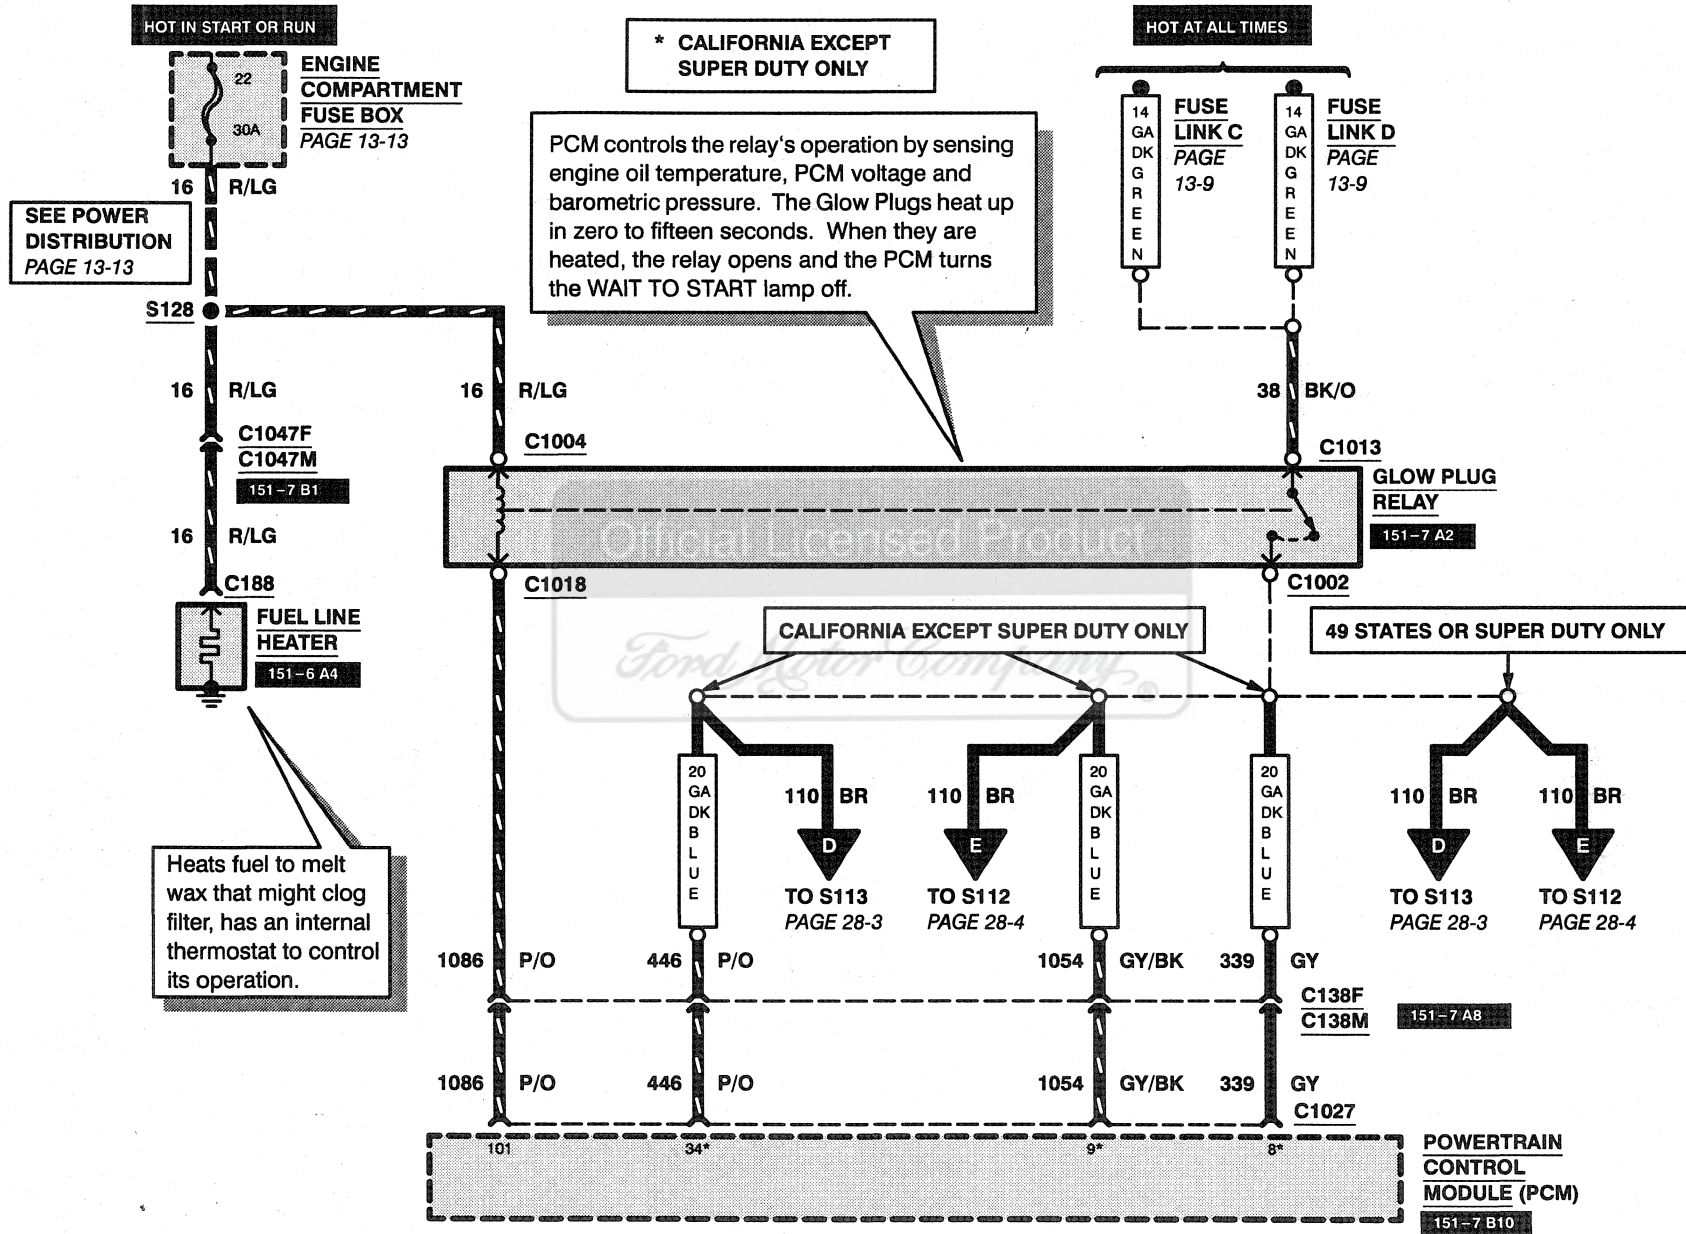 HOT IN START OR RUN
22
30A
ENGINE
COMPARTMENT
FUSE BOX
PAGE 13-13
* CALIFORNIA EXCEPT
SUPER DUTY ONLY
HOT AT ALL TIMES
14 GA DK GREEN
FUSE
LINK C
PAGE
13-9
14 GA DK GREEN
FUSE
LINK D
PAGE
13-9
PCM controls the relay's operation by sensing
engine oil temperature, PCM voltage and
barometric pressure. The Glow Plugs heat up
in zero to fifteen seconds. When they are
heated, the relay opens and the PCM turns
the WAIT TO START lamp off.
16 R/LG
SEE POWER
DISTRIBUTION
PAGE 13-13
S128
16 R/LG
16 R/LG
38 BK/O
C1047F
C1047M
151-7 B1
C1004
C1013
GLOW PLUG
RELAY
151-7 A2
Official Licensed Product
16 R/LG
C188
C1018
C1002
FUEL LINE
HEATER
151-6 A4
CALIFORNIA EXCEPT SUPER DUTY ONLY
49 STATES OR SUPER DUTY ONLY
Ford Motor Company
®
20 GA DK BLUE
110 BR
D
TO S113
PAGE 28-3
110 BR
E
TO S112
PAGE 28-4
20 GA DK BLUE
20 GA DK BLUE
110 BR
D
TO S113
PAGE 28-3
110 BR
E
TO S112
PAGE 28-4
Heats fuel to melt
wax that might clog
filter, has an internal
thermostat to control
its operation.
1086 P/O
446 P/O
1054 GY/BK
339 GY
C138F
C138M
151-7 A8
1086 P/O
446 P/O
1054 GY/BK
339 GY
C1027
101
34*
9*
8*
POWERTRAIN
CONTROL
MODULE (PCM)
151-7 B10